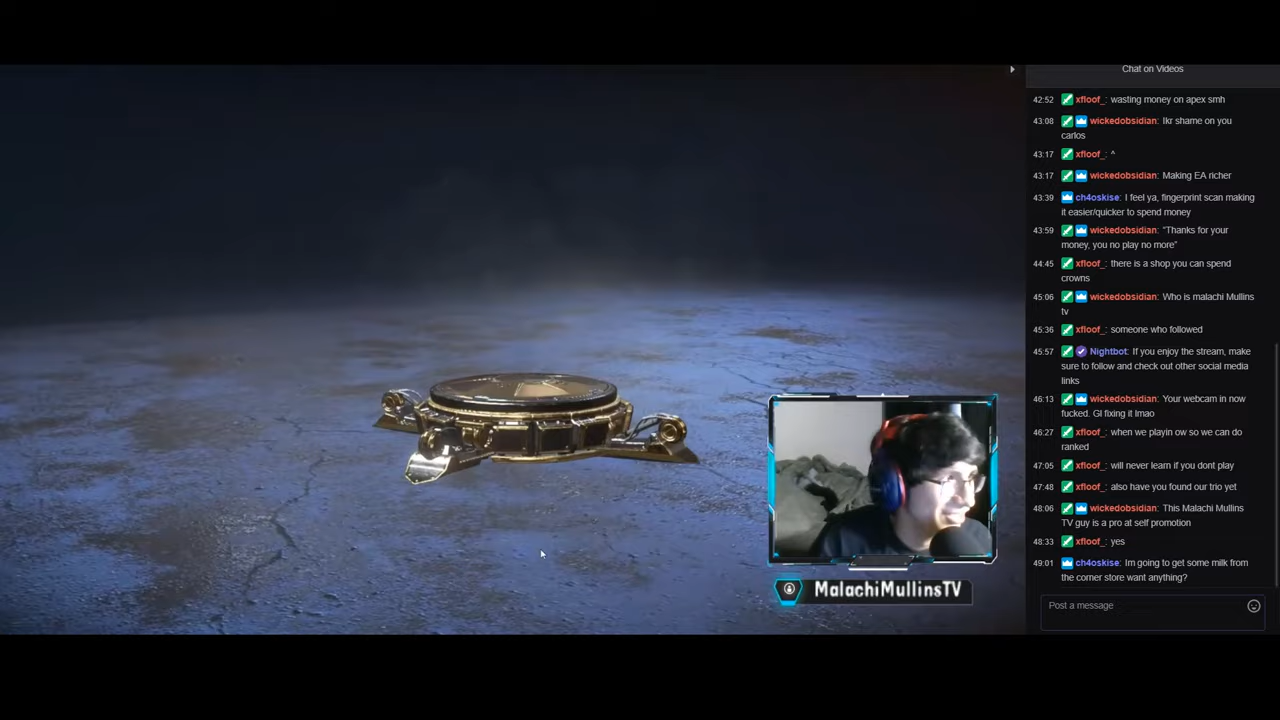 Chat on Videos
42:52 xfloof_: wasting money on apex smh
43:08 wickedobsidian: Ikr shame on you
carlos
43:17 xfloof_: ^
43:17 wickedobsidian: Making EA richer
43:39 ch4oskise: I feel ya, fingerprint scan making
it easier/quicker to spend money
43:59 wickedobsidian: "Thanks for your
money, you no play no more"
44:45 xfloof_: there is a shop you can spend
crowns
45:06 wickedobsidian: Who is malachi Mullins
tv
45:36 xfloof_: someone who followed
45:57 Nightbot: If you enjoy the stream, make
sure to follow and check out other social media
links
46:13 wickedobsidian: Your webcam in now
fucked. Gl fixing it lmao
46:27 xfloof_: when we playin ow so we can do
ranked
47:05 xfloof_: will never learn if you dont play
47:48 xfloof_: also have you found our trio yet
48:06 wickedobsidian: This Malachi Mullins
TV guy is a pro at self promotion
48:33 xfloof_: yes
49:01 ch4oskise: Im going to get some milk from
the corner store want anything?
Post a message
MalachiMullinsTV